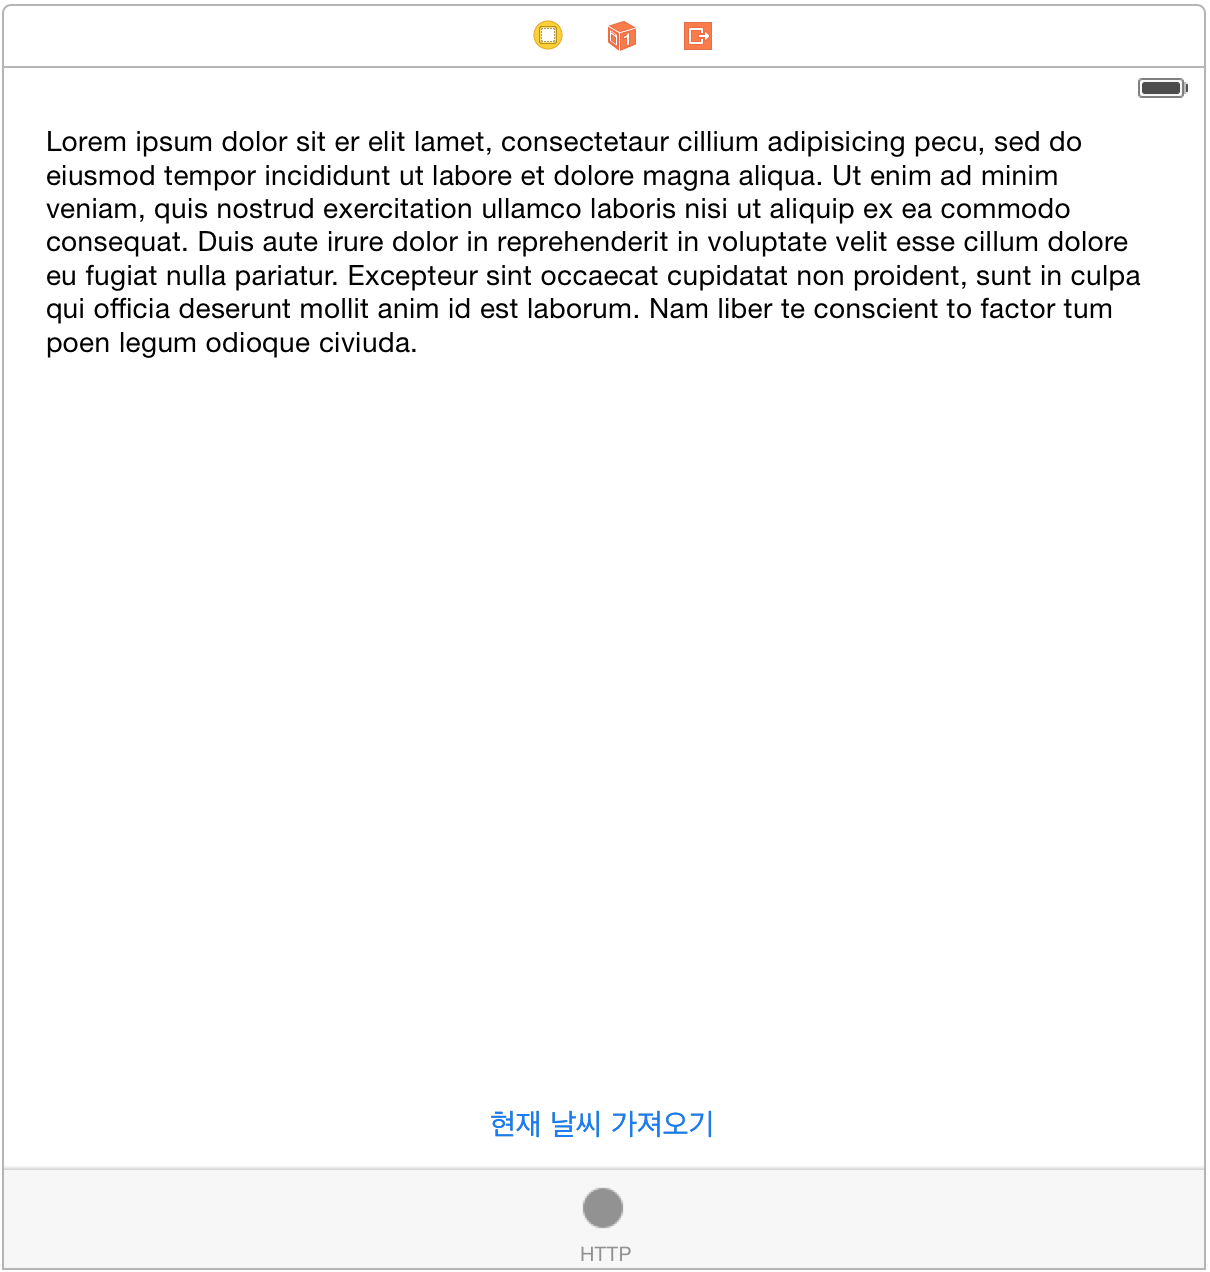 1
Lorem ipsum dolor sit er elit lamet, consectetaur cillium adipisicing pecu, sed do
eiusmod tempor incididunt ut labore et dolore magna aliqua. Ut enim ad minim
veniam, quis nostrud exercitation ullamco laboris nisi ut aliquip ex ea commodo
consequat. Duis aute irure dolor in reprehenderit in voluptate velit esse cillum dolore
eu fugiat nulla pariatur. Excepteur sint occaecat cupidatat non proident, sunt in culpa
qui officia deserunt mollit anim id est laborum. Nam liber te conscient to factor tum
poen legum odioque civiuda.
현재 날씨 가져오기
HTTP